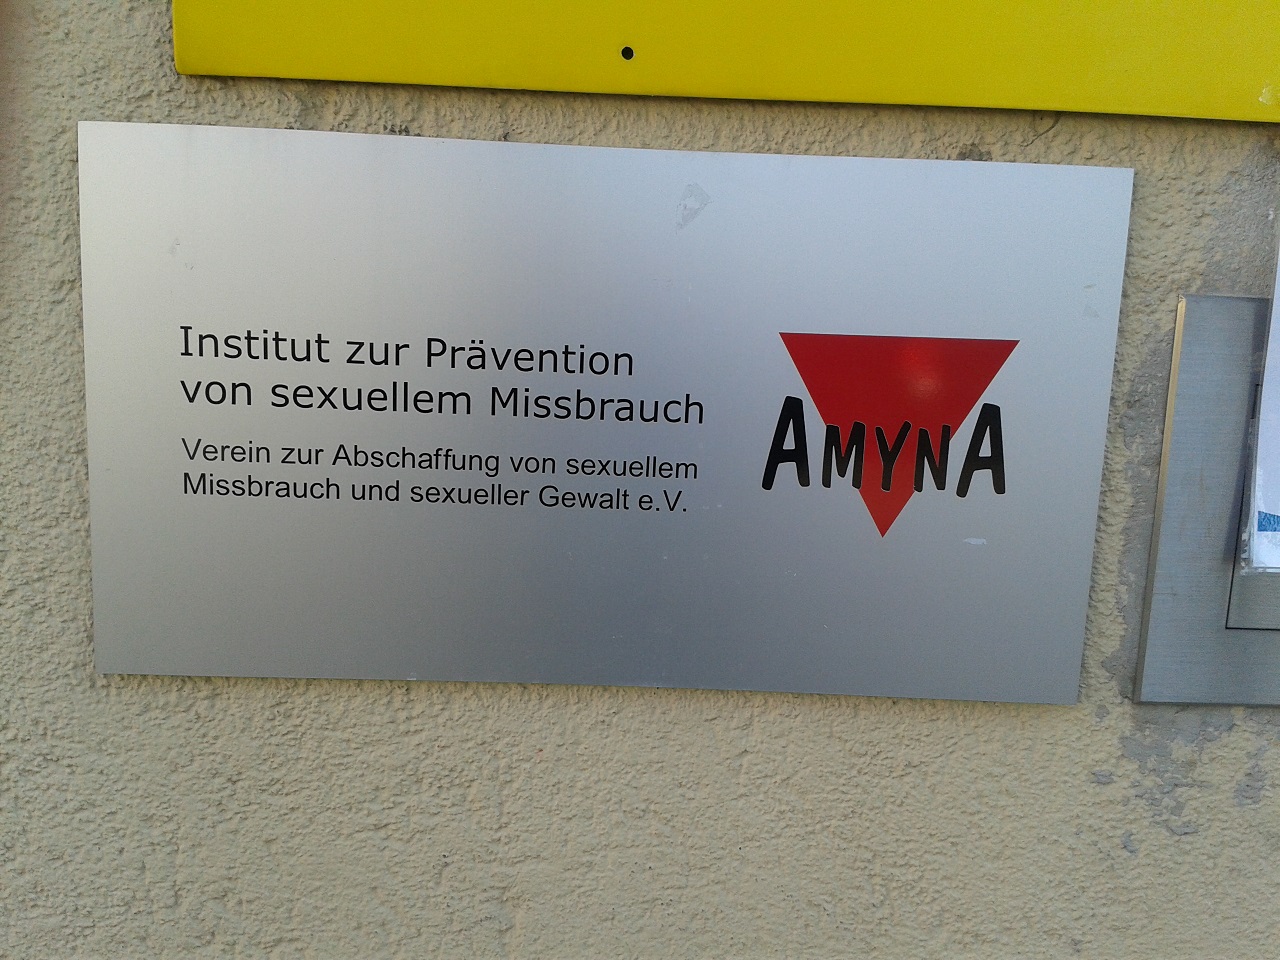 Institut zur Prävention
von sexuellem Missbrauch
Verein zur Abschaffung von sexuellem
Missbrauch und sexueller Gewalt e.V.
AMYNA